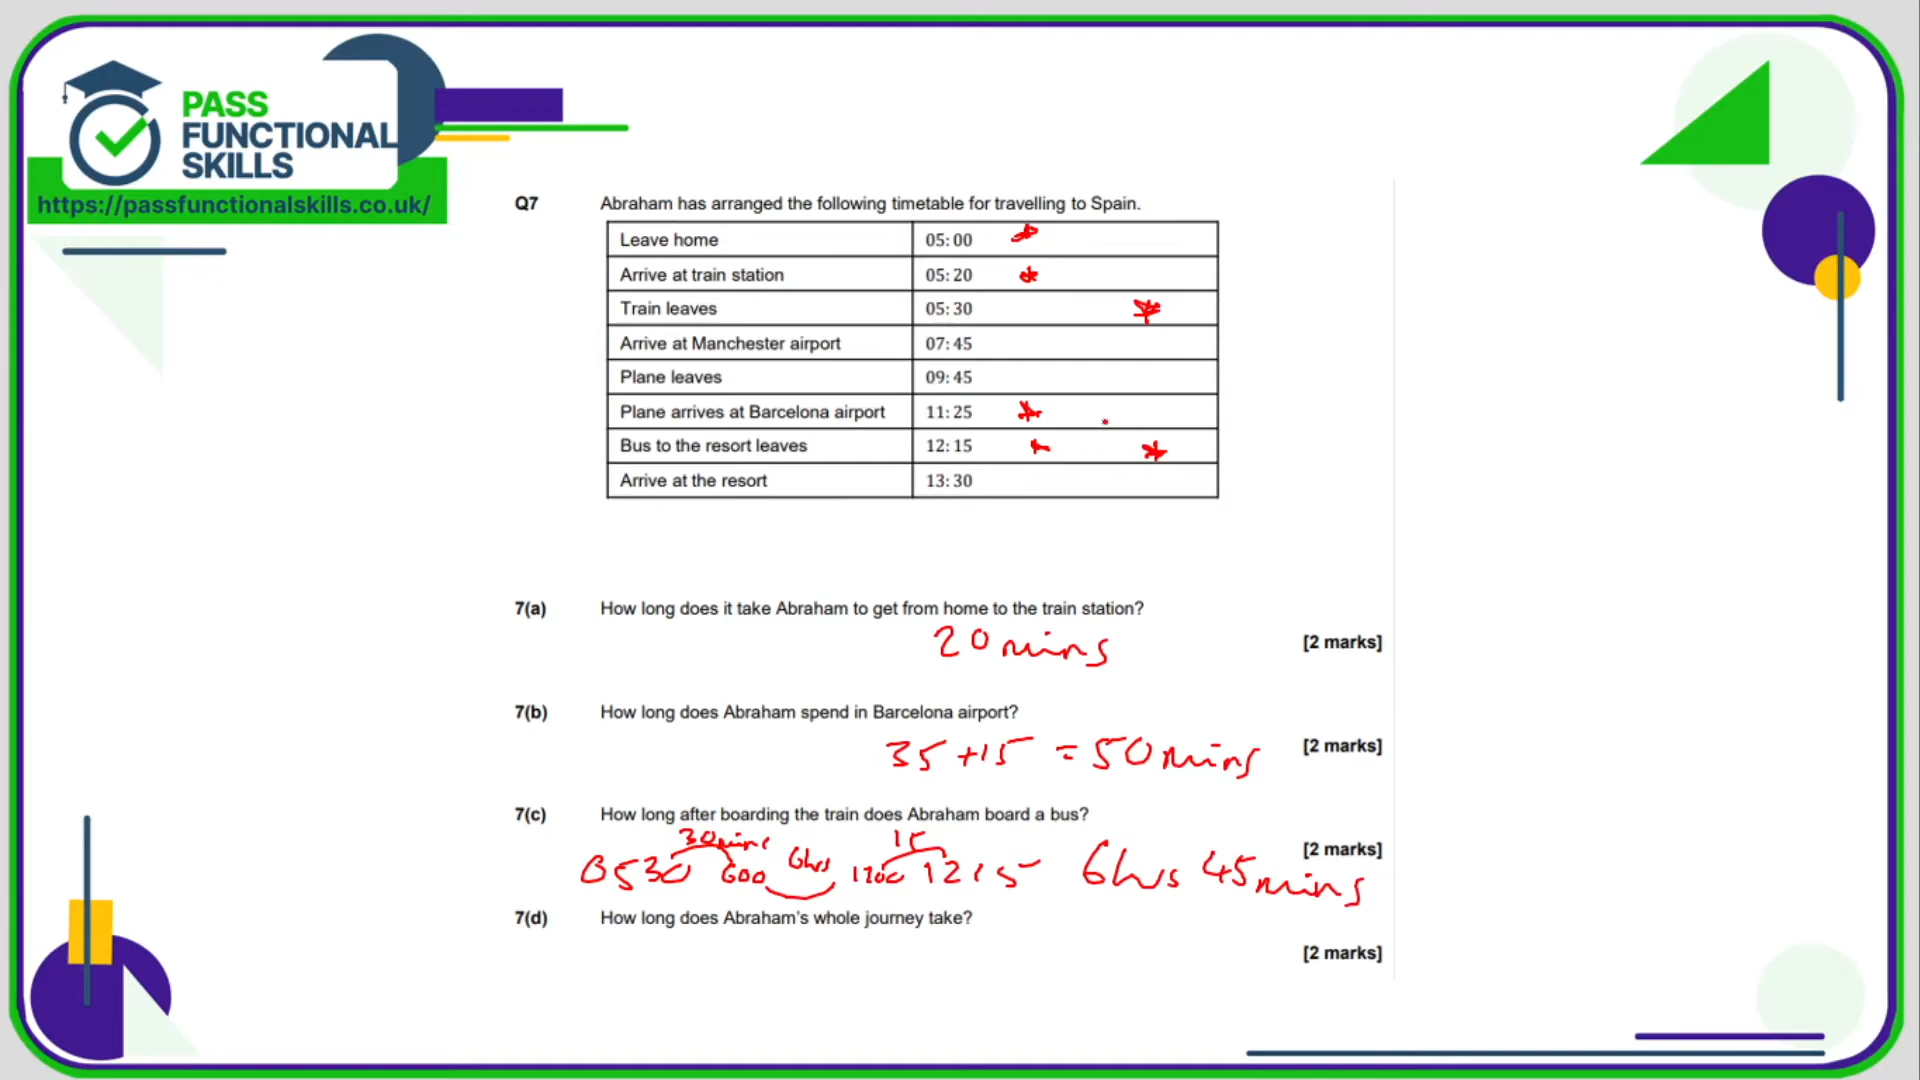 PASS
FUNCTIONAL
SKILLS
https://passfunctionalskills.co.uk/
Q7 Abraham has arranged the following timetable for travelling to Spain.
Leave home 05:00
Arrive at train station 05:20
Train leaves 05:30
Arrive at Manchester airport 07:45
Plane leaves 09:45
Plane arrives at Barcelona airport 11:25
Bus to the resort leaves 12:15
Arrive at the resort 13:30
7(a) How long does it take Abraham to get from home to the train station?
20 mins [2 marks]
7(b) How long does Abraham spend in Barcelona airport?
35 + 15 = 50 mins [2 marks]
7(c) How long after boarding the train does Abraham board a bus?
30 mins 6hrs 15
0530 600 1200 1215 6hrs 45 mins [2 marks]
7(d) How long does Abraham's whole journey take?
[2 marks]